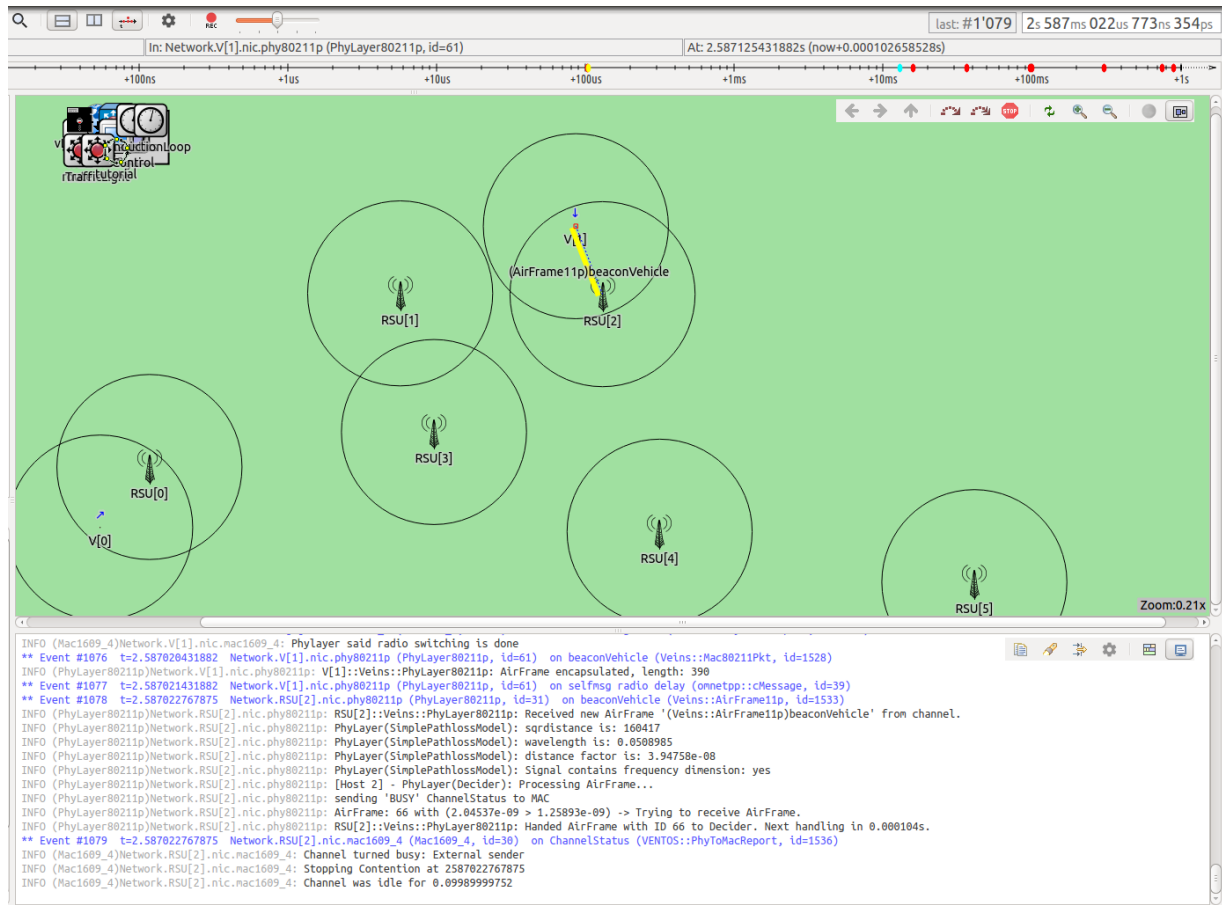 REC
last: #1'079
2s 587ms 022us 773ns 354ps
In: Network.V[1].nic.phy80211p (PhyLayer80211p, id=61)
At: 2.587125431882s (now+0.000102658528s)
+100ns +1us +10us +100us +1ms +10ms +100ms +1s
STOP
InductionLoop
control
TrafficLight
tutorial
V[1]
(AirFrame11p)beaconVehicle
RSU[1]
RSU[2]
RSU[3]
RSU[0]
V[0]
RSU[4]
RSU[5]
Zoom:0.21x
INFO (Mac1609_4)Network.V[1].nic.mac1609_4: Phylayer said radio switching is done
** Event #1076 t=2.587020431882 Network.V[1].nic.phy80211p (PhyLayer80211p, id=61) on beaconVehicle (Veins::Mac80211Pkt, id=1528)
INFO (PhyLayer80211p)Network.V[1].nic.phy80211p: V[1]::Veins::PhyLayer80211p: AirFrame encapsulated, length: 390
** Event #1077 t=2.587021431882 Network.V[1].nic.phy80211p (PhyLayer80211p, id=61) on selfmsg radio delay (omnetpp::cMessage, id=39)
** Event #1078 t=2.587022767875 Network.RSU[2].nic.phy80211p (PhyLayer80211p, id=31) on beaconVehicle (Veins::AirFrame11p, id=1533)
INFO (PhyLayer80211p)Network.RSU[2].nic.phy80211p: RSU[2]::Veins::PhyLayer80211p: Received new AirFrame '(Veins::AirFrame11p)beaconVehicle' from channel.
INFO (PhyLayer80211p)Network.RSU[2].nic.phy80211p: PhyLayer(SimplePathlossModel): sqrdistance is: 160417
INFO (PhyLayer80211p)Network.RSU[2].nic.phy80211p: PhyLayer(SimplePathlossModel): wavelength is: 0.0508985
INFO (PhyLayer80211p)Network.RSU[2].nic.phy80211p: PhyLayer(SimplePathlossModel): distance factor is: 3.94758e-08
INFO (PhyLayer80211p)Network.RSU[2].nic.phy80211p: PhyLayer(SimplePathlossModel): Signal contains frequency dimension: yes
INFO (PhyLayer80211p)Network.RSU[2].nic.phy80211p: [Host 2] - PhyLayer(Decider): Processing AirFrame...
INFO (PhyLayer80211p)Network.RSU[2].nic.phy80211p: sending 'BUSY' ChannelStatus to MAC
INFO (PhyLayer80211p)Network.RSU[2].nic.phy80211p: AirFrame: 66 with (2.04537e-09 > 1.25893e-09) -> Trying to receive AirFrame.
INFO (PhyLayer80211p)Network.RSU[2].nic.phy80211p: RSU[2]::Veins::PhyLayer80211p: Handed AirFrame with ID 66 to Decider. Next handling in 0.000104s.
** Event #1079 t=2.587022767875 Network.RSU[2].nic.mac1609_4 (Mac1609_4, id=30) on ChannelStatus (VENTOS::PhyToMacReport, id=1536)
INFO (Mac1609_4)Network.RSU[2].nic.mac1609_4: Channel turned busy: External sender
INFO (Mac1609_4)Network.RSU[2].nic.mac1609_4: Stopping Contention at 2587022767875
INFO (Mac1609_4)Network.RSU[2].nic.mac1609_4: Channel was idle for 0.09989999752